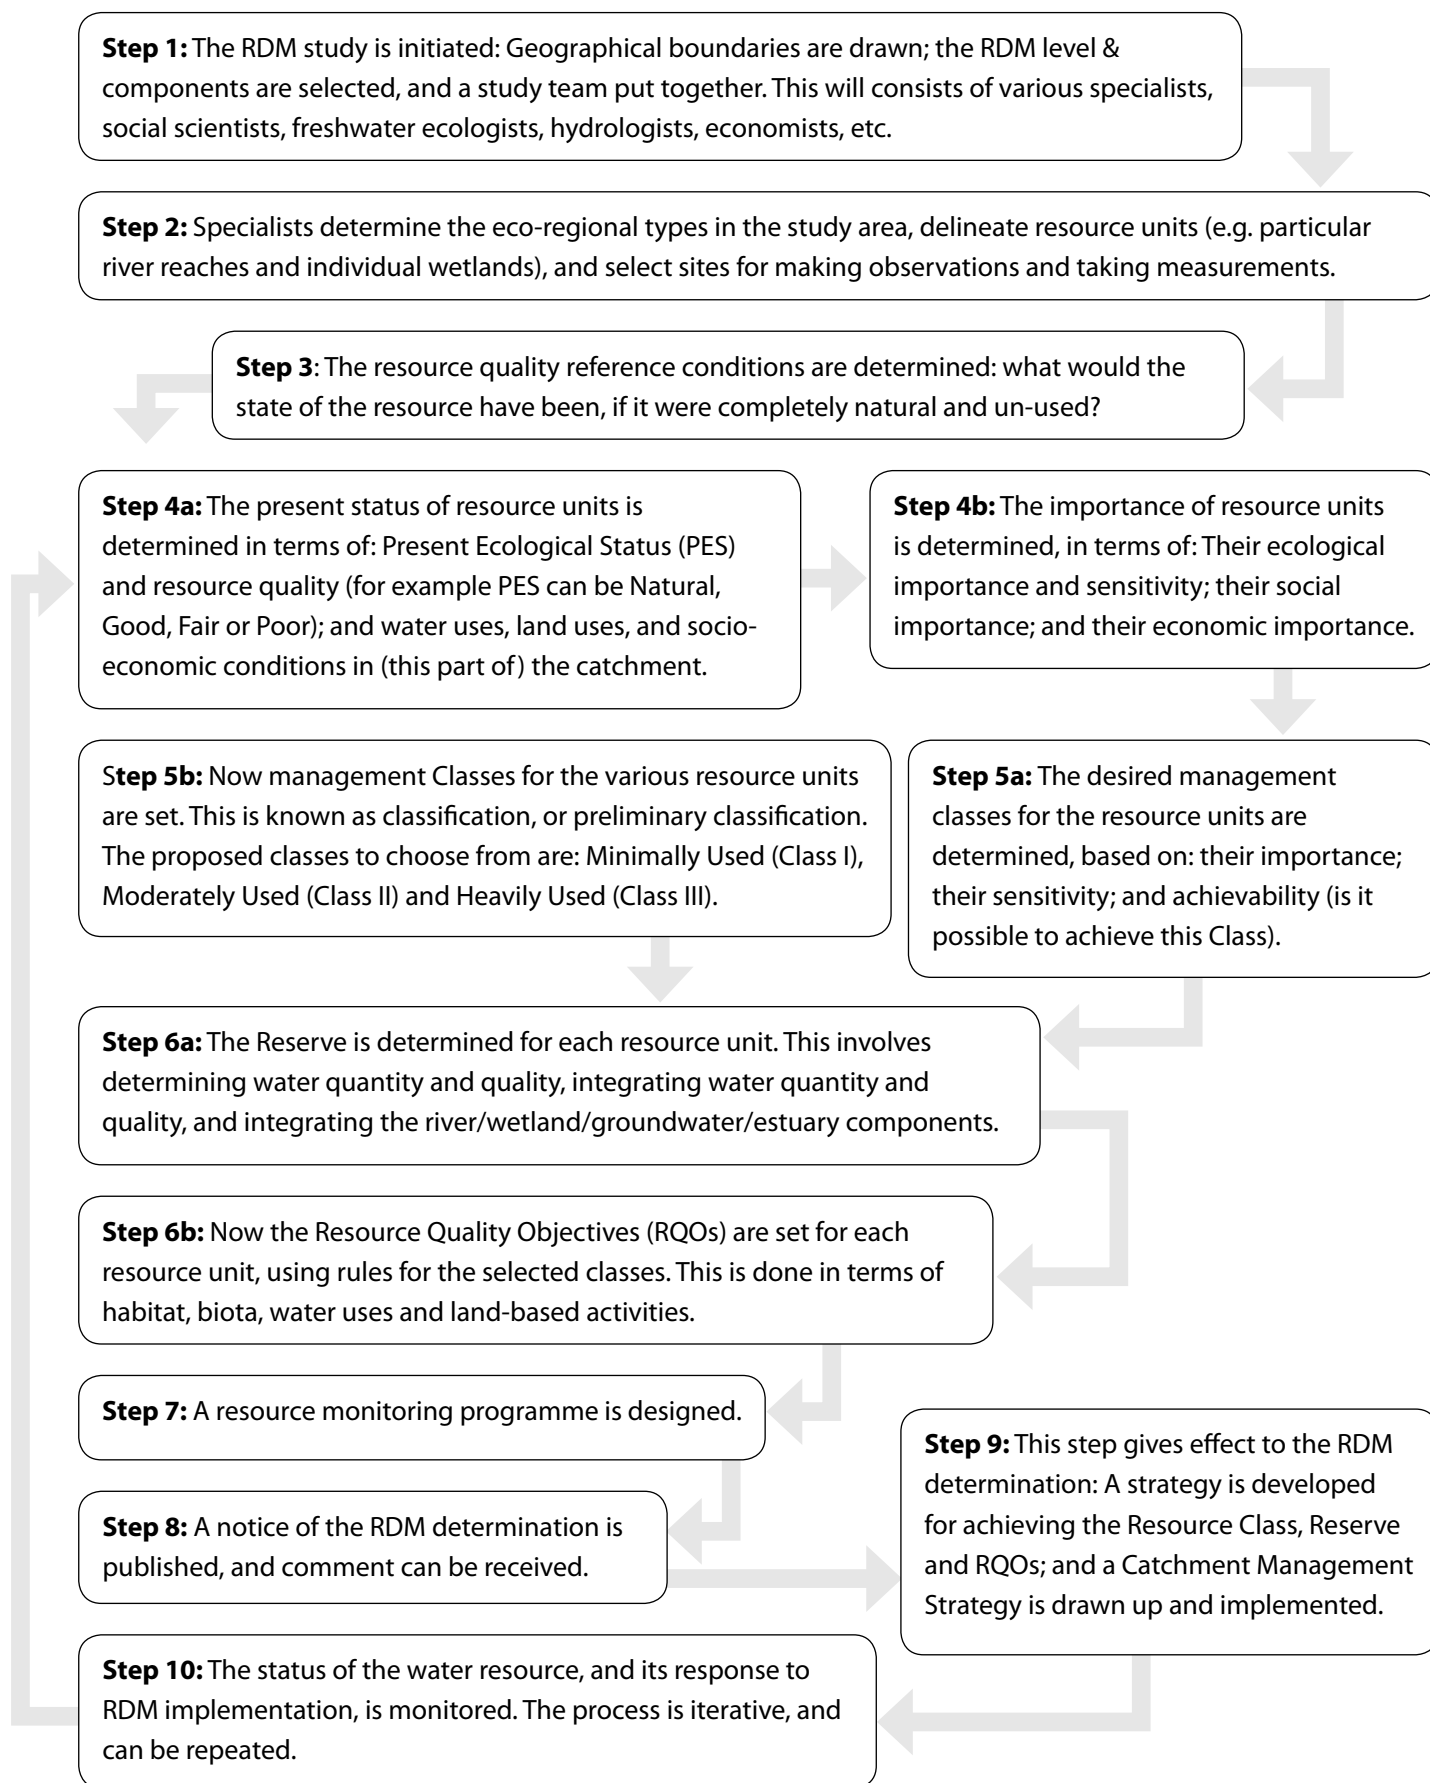 Step 1: The RDM study is initiated: Geographical boundaries are drawn; the RDM level &
components are selected, and a study team put together. This will consists of various specialists,
social scientists, freshwater ecologists, hydrologists, economists, etc.
Step 2: Specialists determine the eco-regional types in the study area, delineate resource units (e.g. particular
river reaches and individual wetlands), and select sites for making observations and taking measurements.
Step 3: The resource quality reference conditions are determined: what would the
state of the resource have been, if it were completely natural and un-used?
Step 4a: The present status of resource units is
determined in terms of: Present Ecological Status (PES)
and resource quality (for example PES can be Natural,
Good, Fair or Poor); and water uses, land uses, and socio-
economic conditions in (this part of) the catchment.
Step 4b: The importance of resource units
is determined, in terms of: Their ecological
importance and sensitivity; their social
importance; and their economic importance.
Step 5b: Now management Classes for the various resource units
are set. This is known as classification, or preliminary classification.
The proposed classes to choose from are: Minimally Used (Class I),
Moderately Used (Class II) and Heavily Used (Class III).
Step 5a: The desired management
classes for the resource units are
determined, based on: their importance;
their sensitivity; and achievability (is it
possible to achieve this Class).
Step 6a: The Reserve is determined for each resource unit. This involves
determining water quantity and quality, integrating water quantity and
quality, and integrating the river/wetland/groundwater/estuary components.
Step 6b: Now the Resource Quality Objectives (RQOs) are set for each
resource unit, using rules for the selected classes. This is done in terms of
habitat, biota, water uses and land-based activities.
Step 7: A resource monitoring programme is designed.
Step 8: A notice of the RDM determination is
published, and comment can be received.
Step 9: This step gives effect to the RDM
determination: A strategy is developed
for achieving the Resource Class, Reserve
and RQOs; and a Catchment Management
Strategy is drawn up and implemented.
Step 10: The status of the water resource, and its response to
RDM implementation, is monitored. The process is iterative, and
can be repeated.